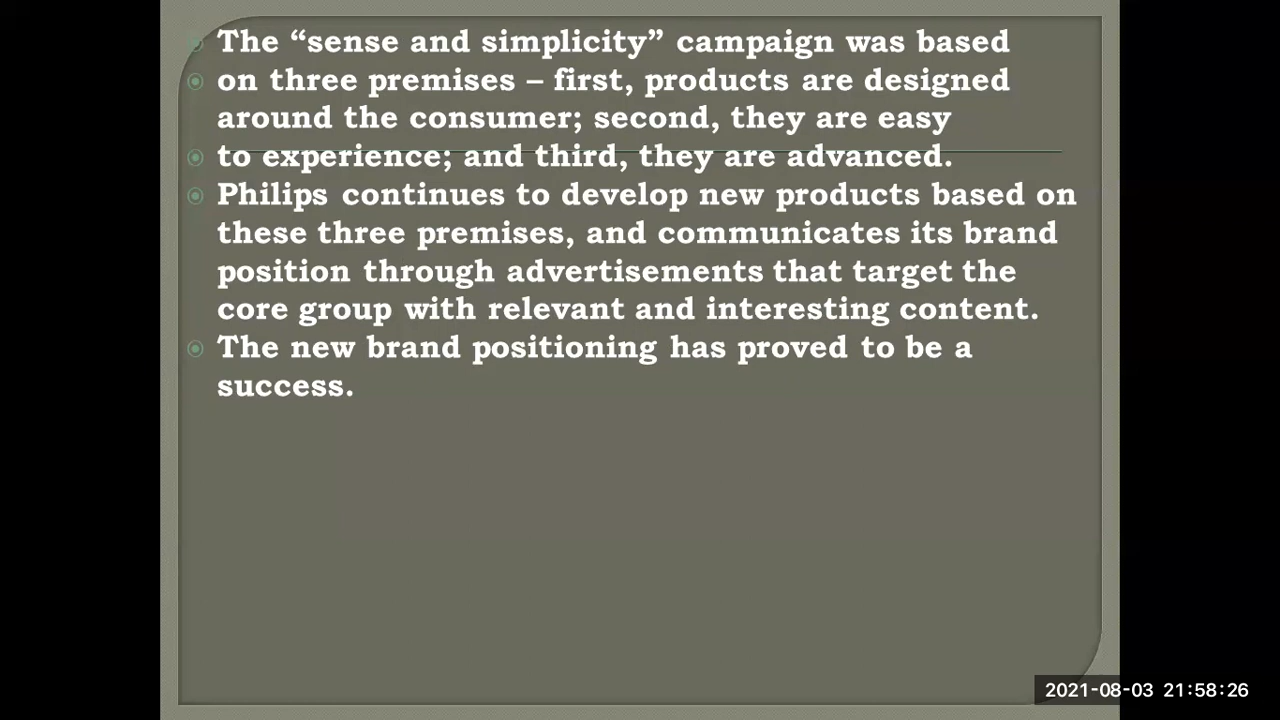 The “sense and simplicity” campaign was based
on three premises – first, products are designed
around the consumer; second, they are easy
to experience; and third, they are advanced.
Philips continues to develop new products based on
these three premises, and communicates its brand
position through advertisements that target the
core group with relevant and interesting content.
The new brand positioning has proved to be a
success.
2021-08-03 21:58:26